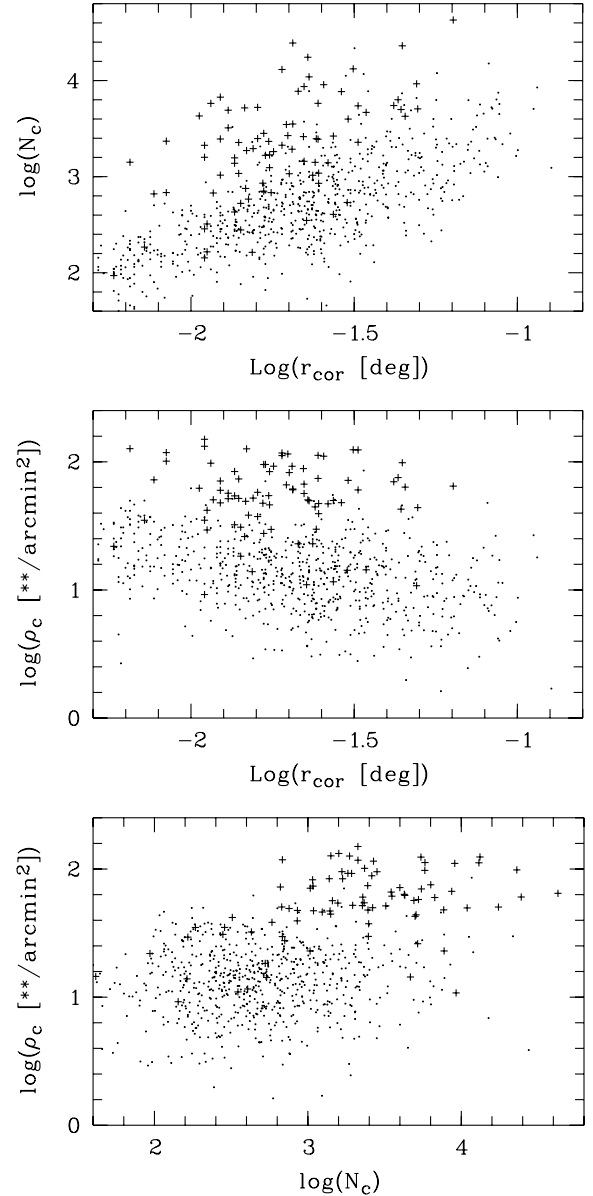 4
3
2
log(N_c)
−2 −1.5 −1
Log(r_cor [deg])
2
1
0
log(ρ_c [**/arcmin²])
−2 −1.5 −1
Log(r_cor [deg])
2
1
0
log(ρ_c [**/arcmin²])
2 3 4
log(N_c)